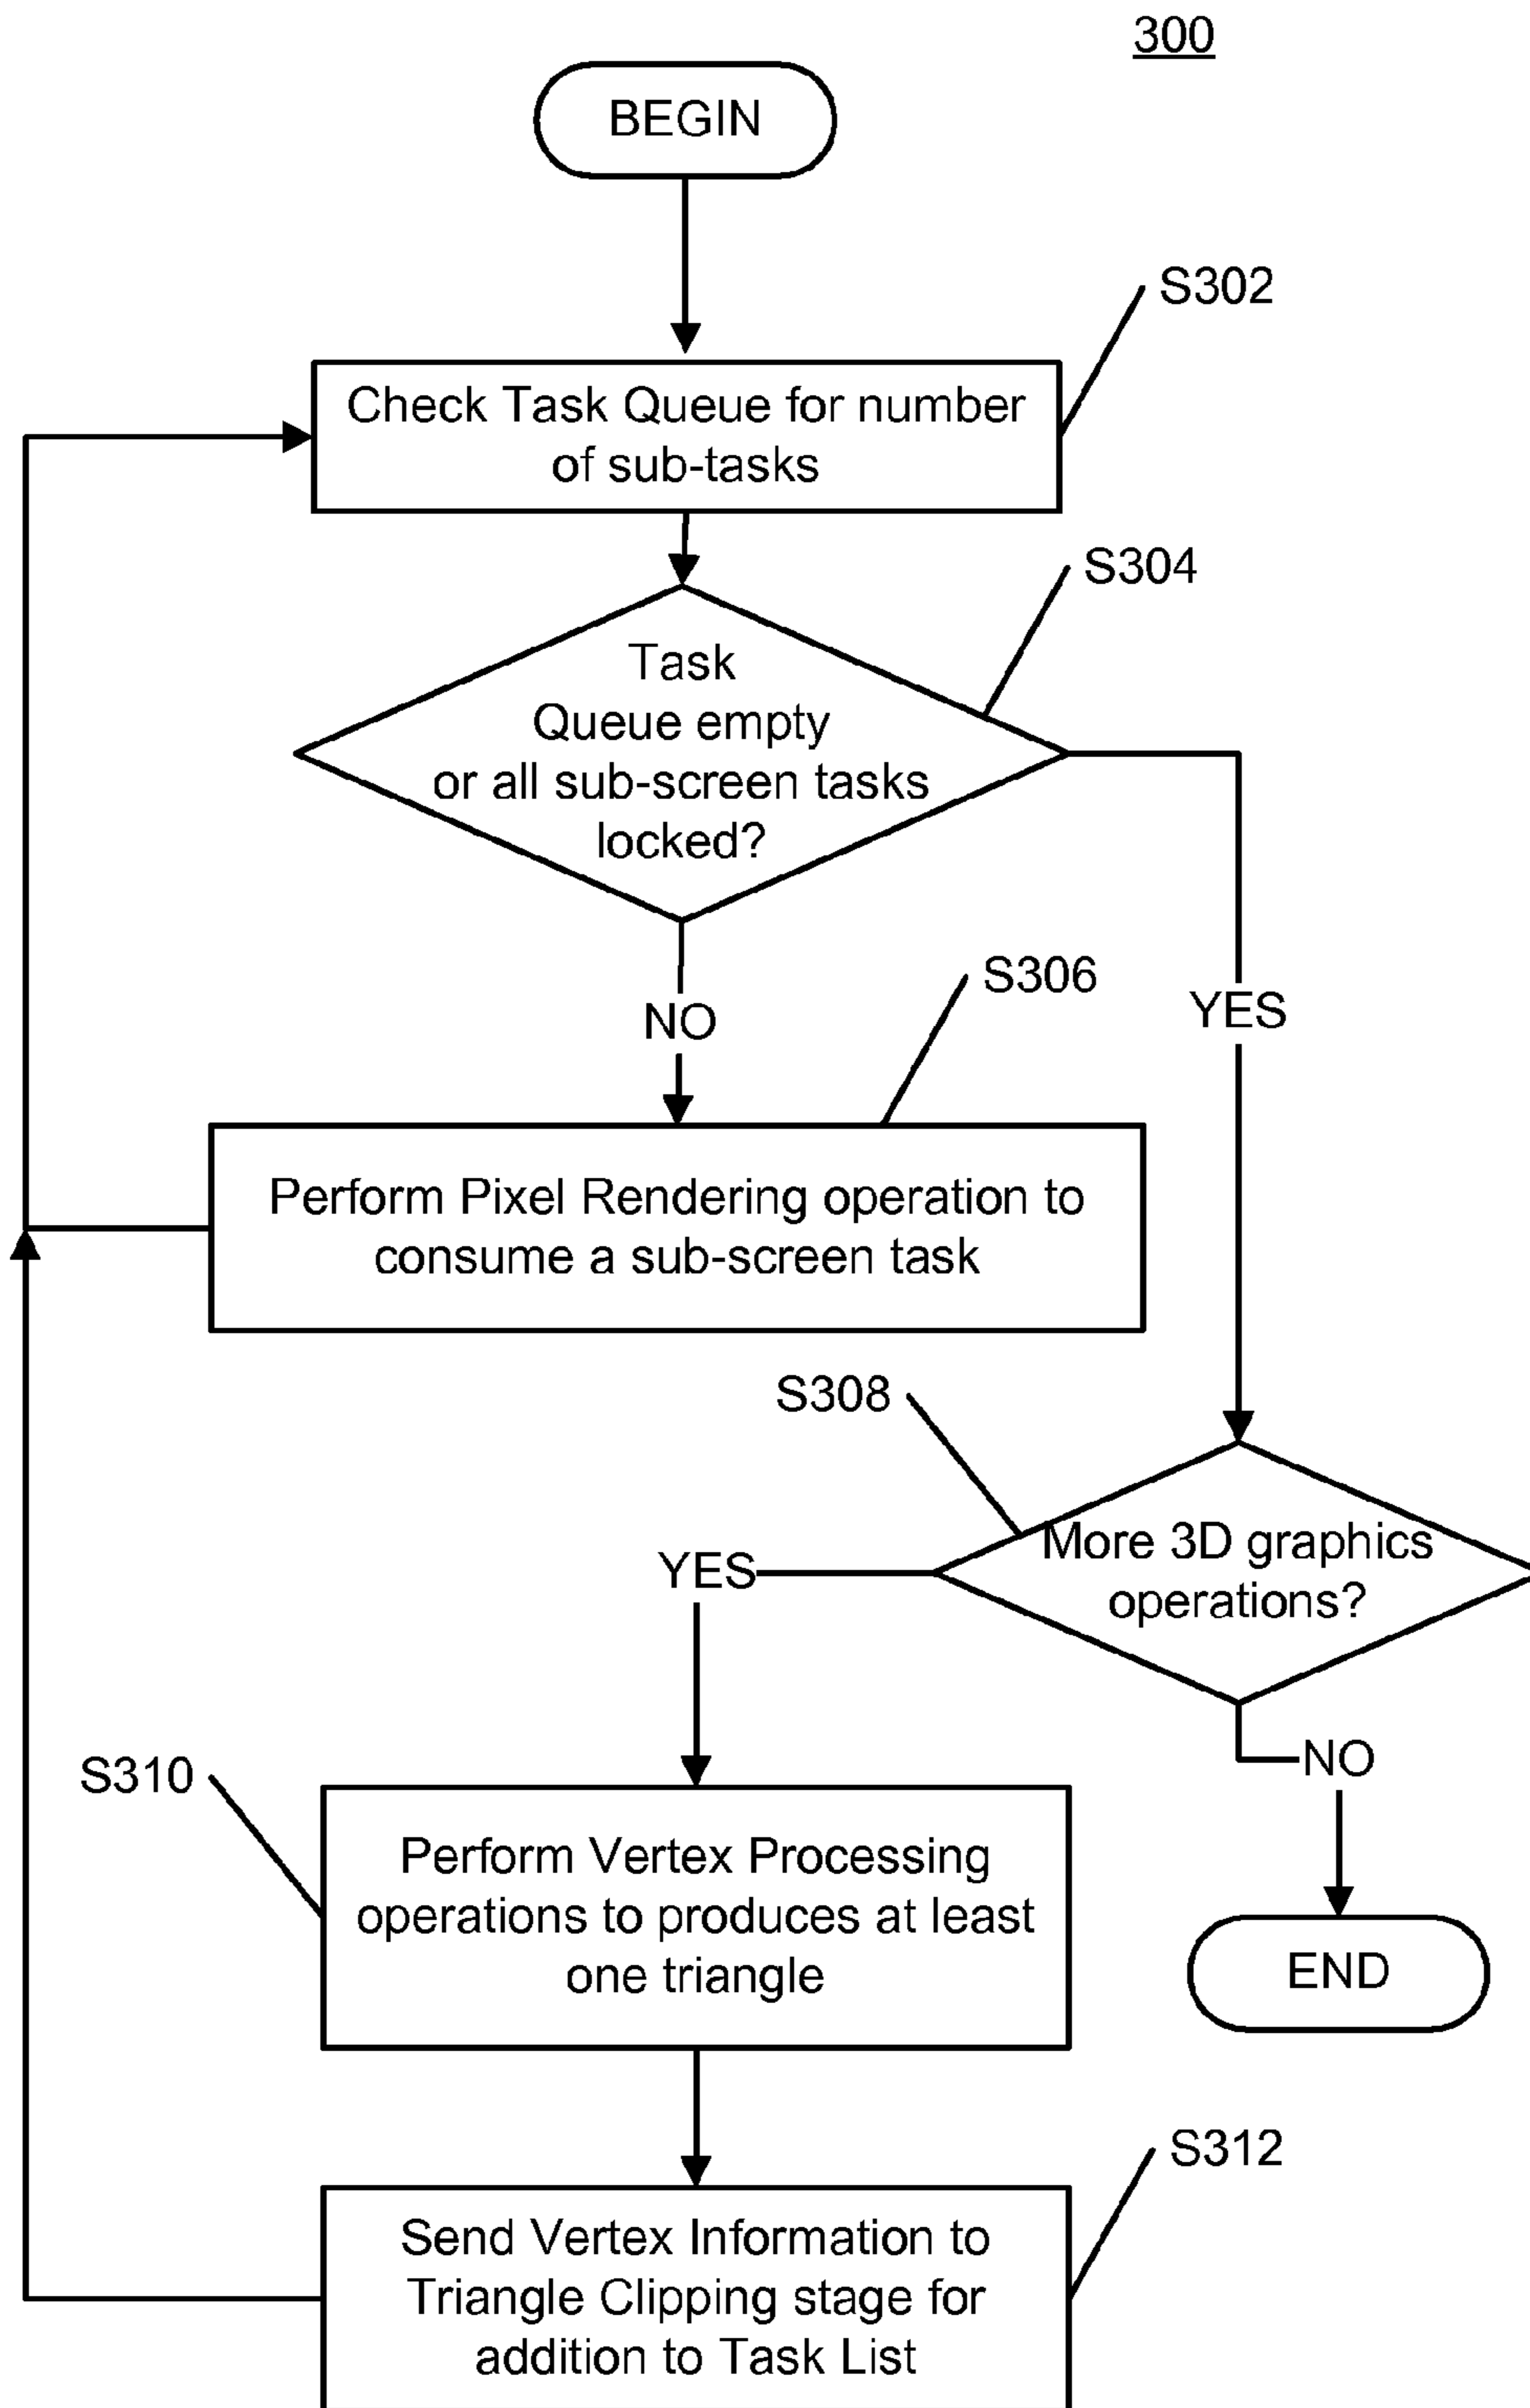 300
BEGIN
S302
Check Task Queue for number
of sub-tasks
S304
Task
Queue empty
or all sub-screen tasks
locked?
S306
NO
YES
Perform Pixel Rendering operation to
consume a sub-screen task
S308
More 3D graphics
operations?
YES
NO
S310
Perform Vertex Processing
operations to produces at least
one triangle
END
S312
Send Vertex Information to
Triangle Clipping stage for
addition to Task List